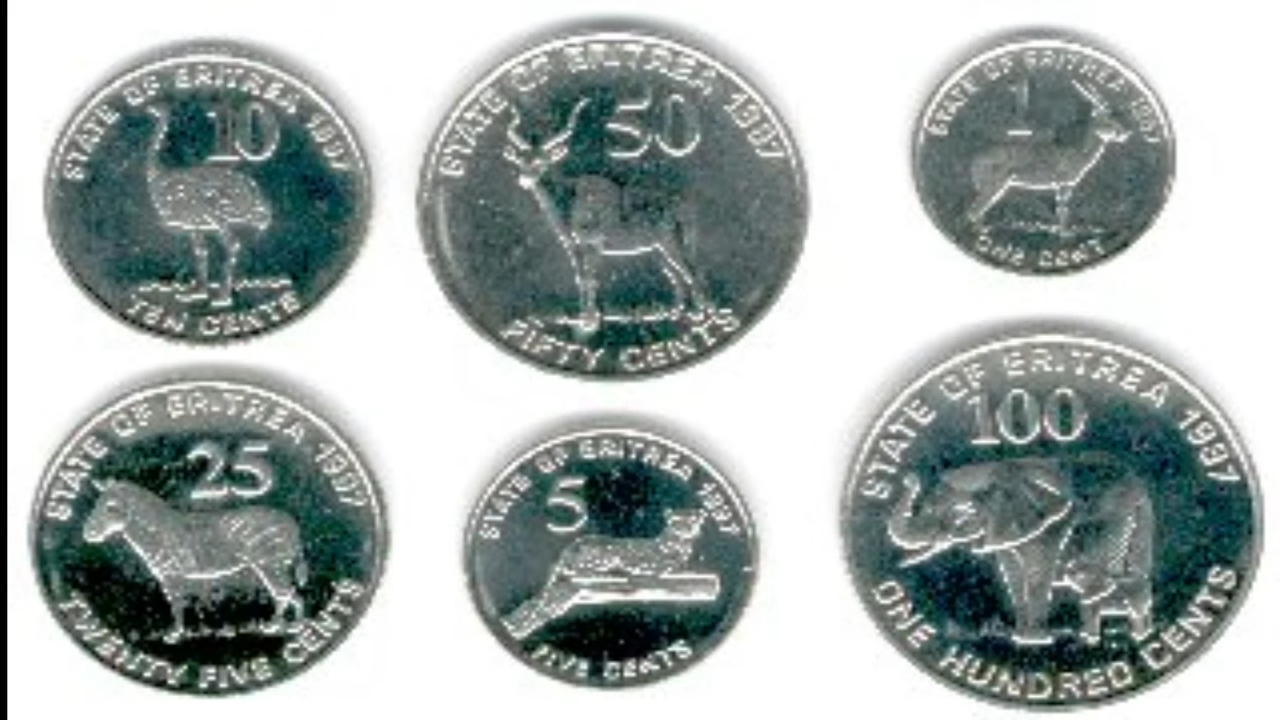 STATE OF ERITREA 1997
10
TEN CENTS
STATE OF ERITREA 1997
50
FIFTY CENTS
STATE OF ERITREA 1997
1
ONE CENT
STATE OF ERITREA 1997
25
TWENTY FIVE CENTS
STATE OF ERITREA 1997
5
FIVE CENTS
STATE OF ERITREA 1997
100
ONE HUNDRED CENTS